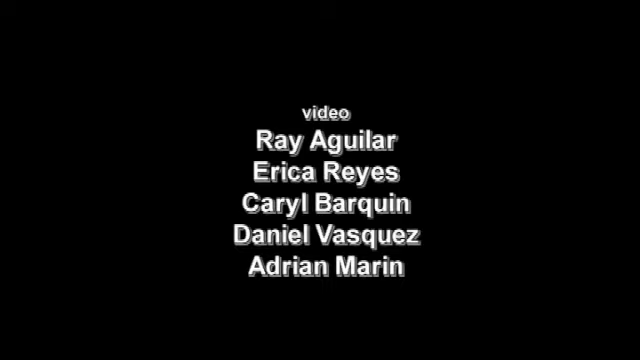 video
Ray Aguilar
Erica Reyes
Caryl Barquin
Daniel Vasquez
Adrian Marin